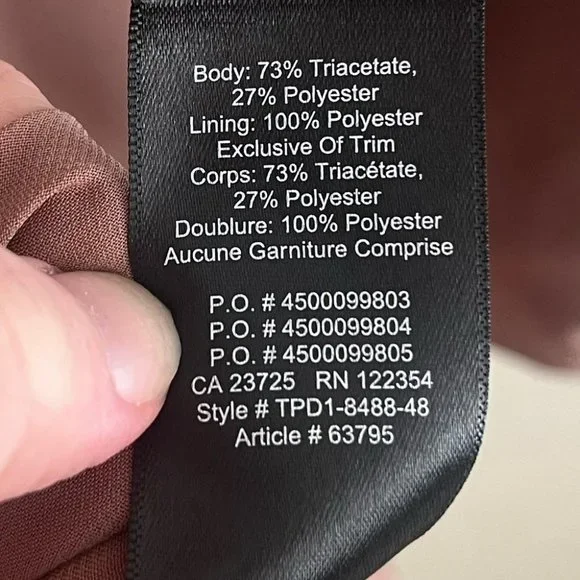 Body: 73% Triacetate,
27% Polyester
Lining: 100% Polyester
Exclusive Of Trim
Corps: 73% Triacétate,
27% Polyester
Doublure: 100% Polyester
Aucune Garniture Comprise
P.O. # 4500099803
P.O. # 4500099804
P.O. # 4500099805
CA 23725 RN 122354
Style # TPD1-8488-48
Article # 63795